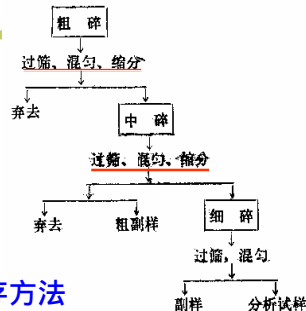 粗 碎
过筛、混匀、缩分
弃去
中 碎
过筛、混匀、缩分
弃去 粗副样 细 碎
过筛，混匀
序方法
副样 分析试样